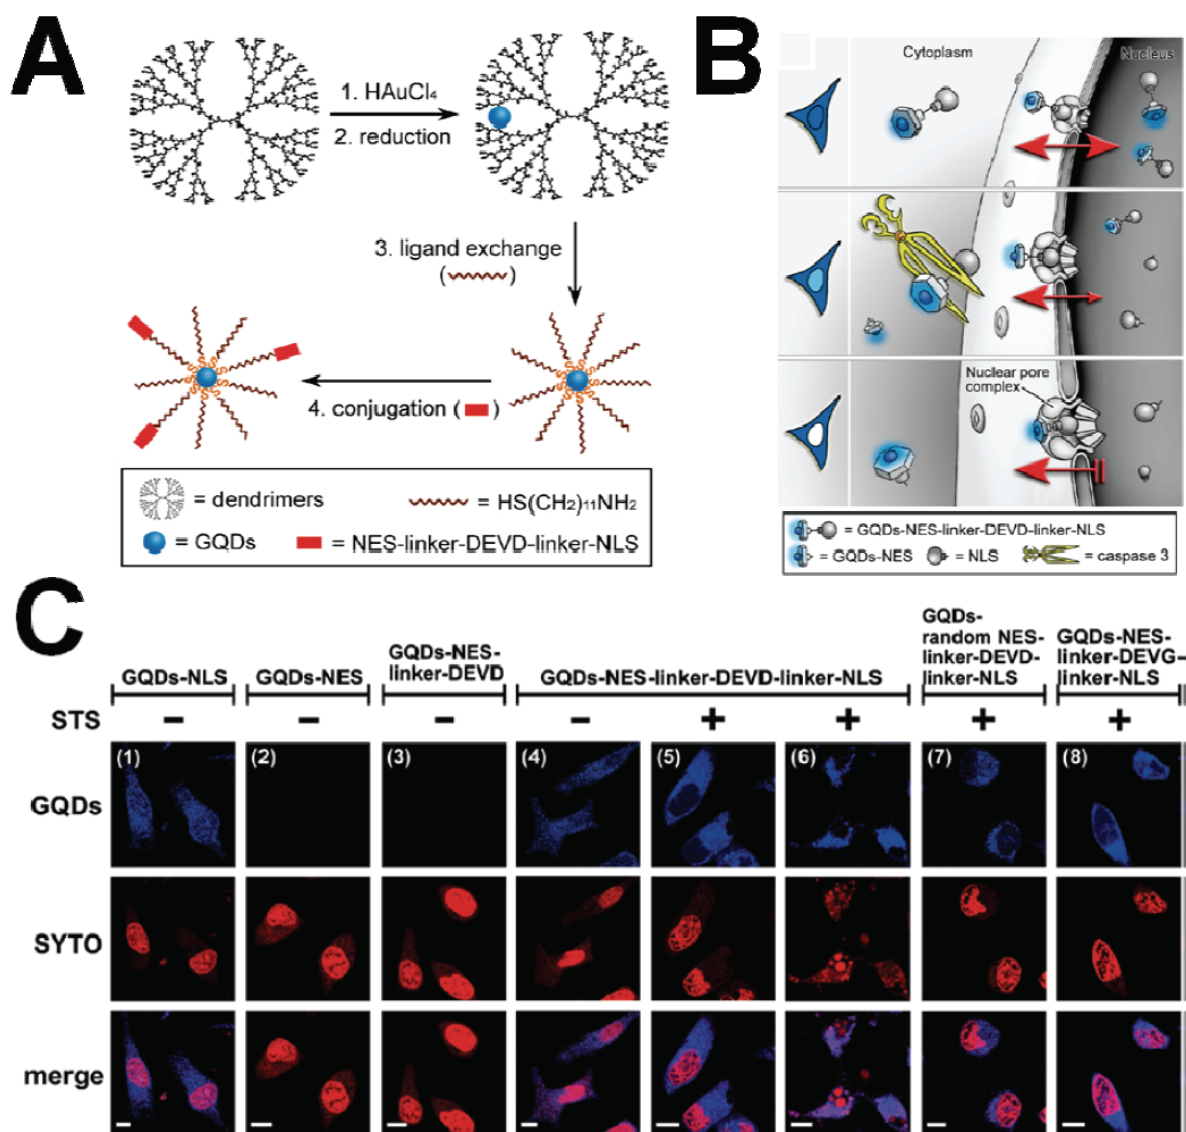 A
1. HAuCl₄
2. reduction
3. ligand exchange
( )
4. conjugation ( )
= dendrimers
= HS(CH₂)₁₁NH₂
= GQDs
= NES-linker-DEVD-linker-NLS
B
Cytoplasm
Nucleus
Nuclear pore
complex
= GQDs-NES-linker-DEVD-linker-NLS
= GQDs-NES
= NLS
= caspase 3
C
GQDs-NLS
GQDs-NES
GQDs-NES-
linker-DEVD
GQDs-NES-linker-DEVD-linker-NLS
GQDs-
random NES-
linker-DEVD-
linker-NLS
GQDs-NES-
linker-DEVG-
linker-NLS
STS − − − − + + + +
GQDs (1) (2) (3) (4) (5) (6) (7) (8)
SYTO
merge